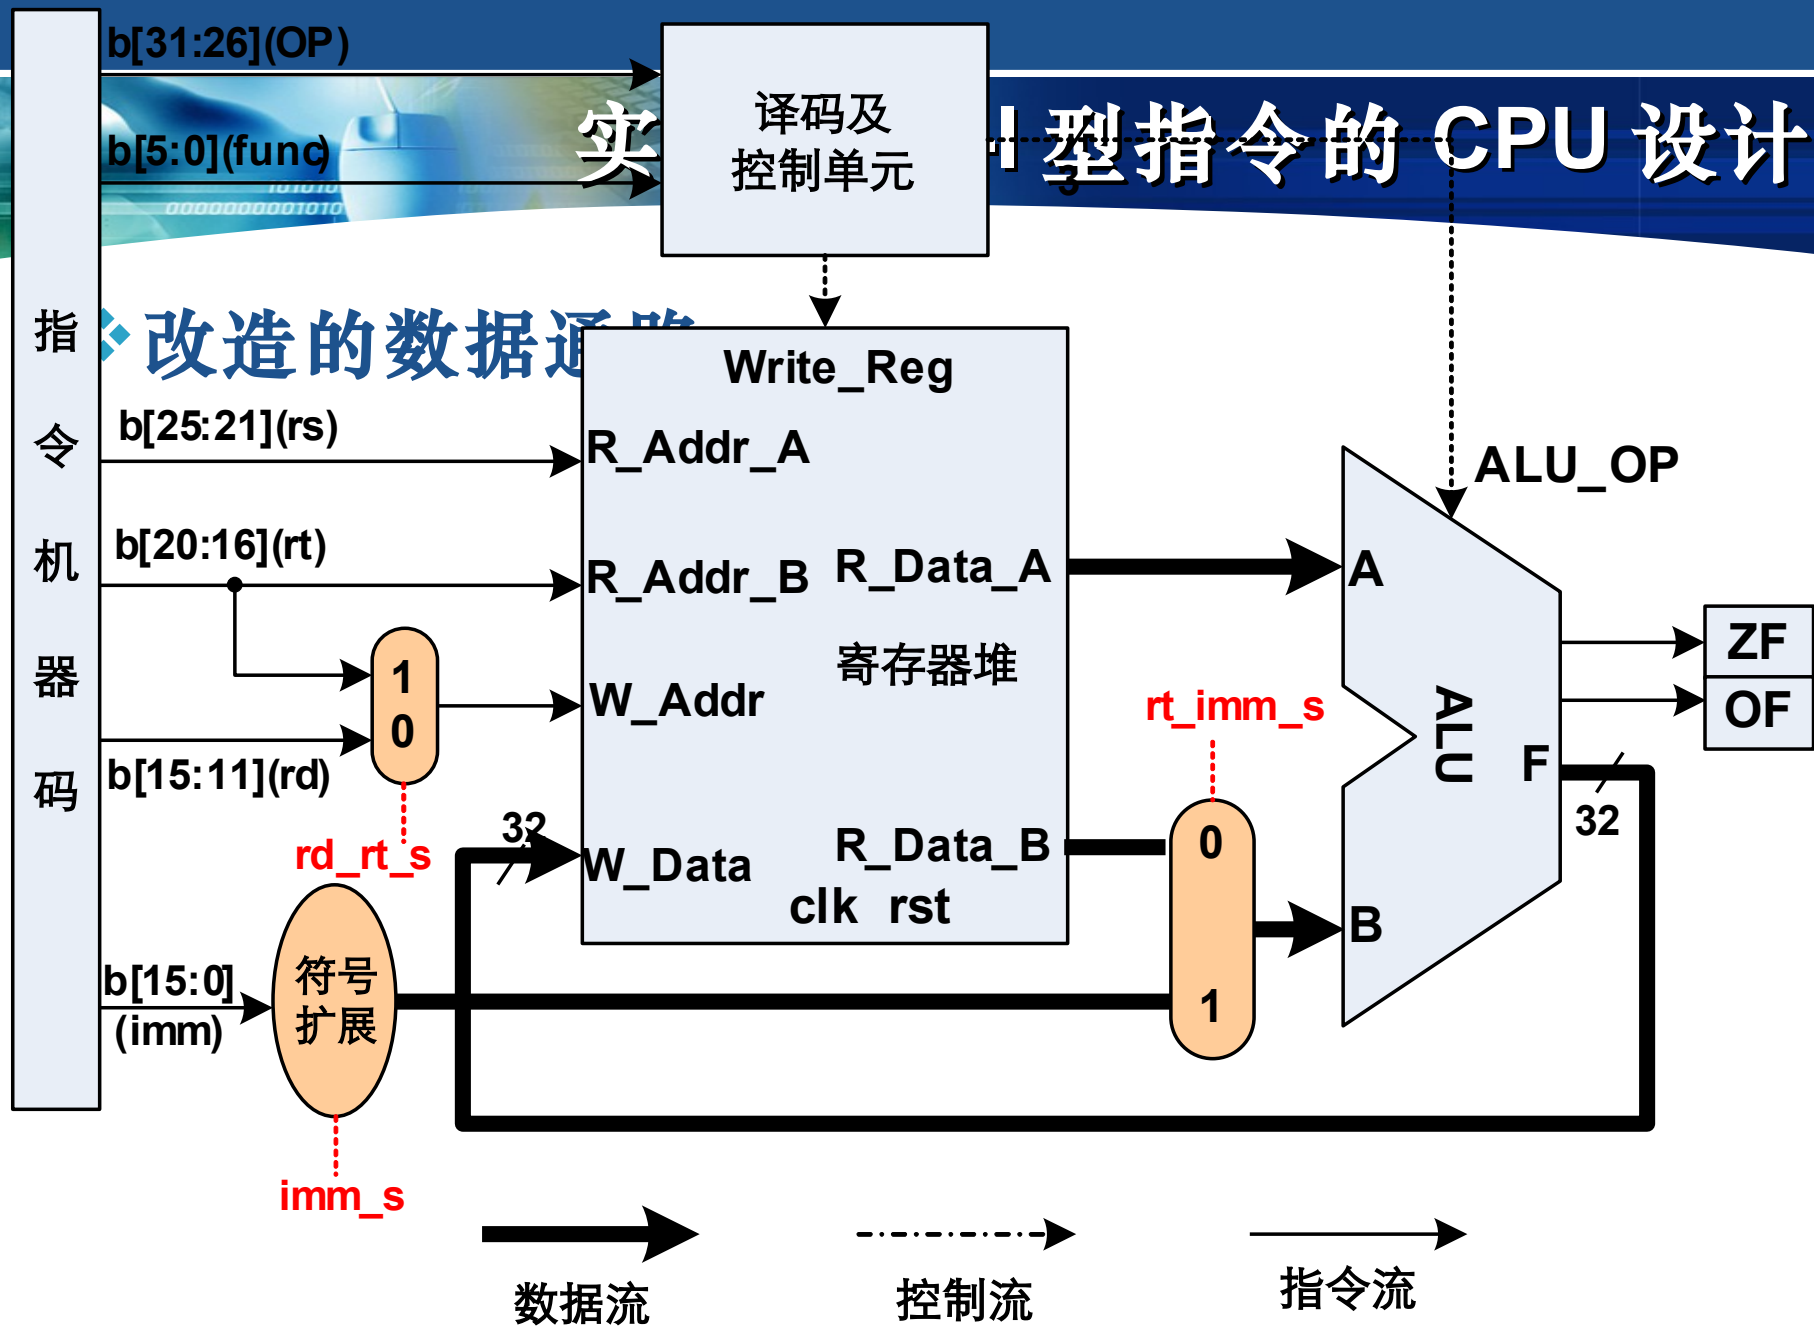 b[31:26](OP)
b[5:0](func)
译码及
控制单元
实
I 型指令的 CPU 设计
3
改造的数据通路
指令机器码
Write_Reg
b[25:21](rs)
R_Addr_A
ALU_OP
b[20:16](rt)
R_Addr_B
R_Data_A
A
寄存器堆
ZF
1
0
W_Addr
rt_imm_s
OF
ALU
F
b[15:11](rd)
32
32
rd_rt_s
W_Data
R_Data_B
0
clk rst
B
b[15:0]
(imm)
符号
扩展
1
imm_s
数据流
控制流
指令流